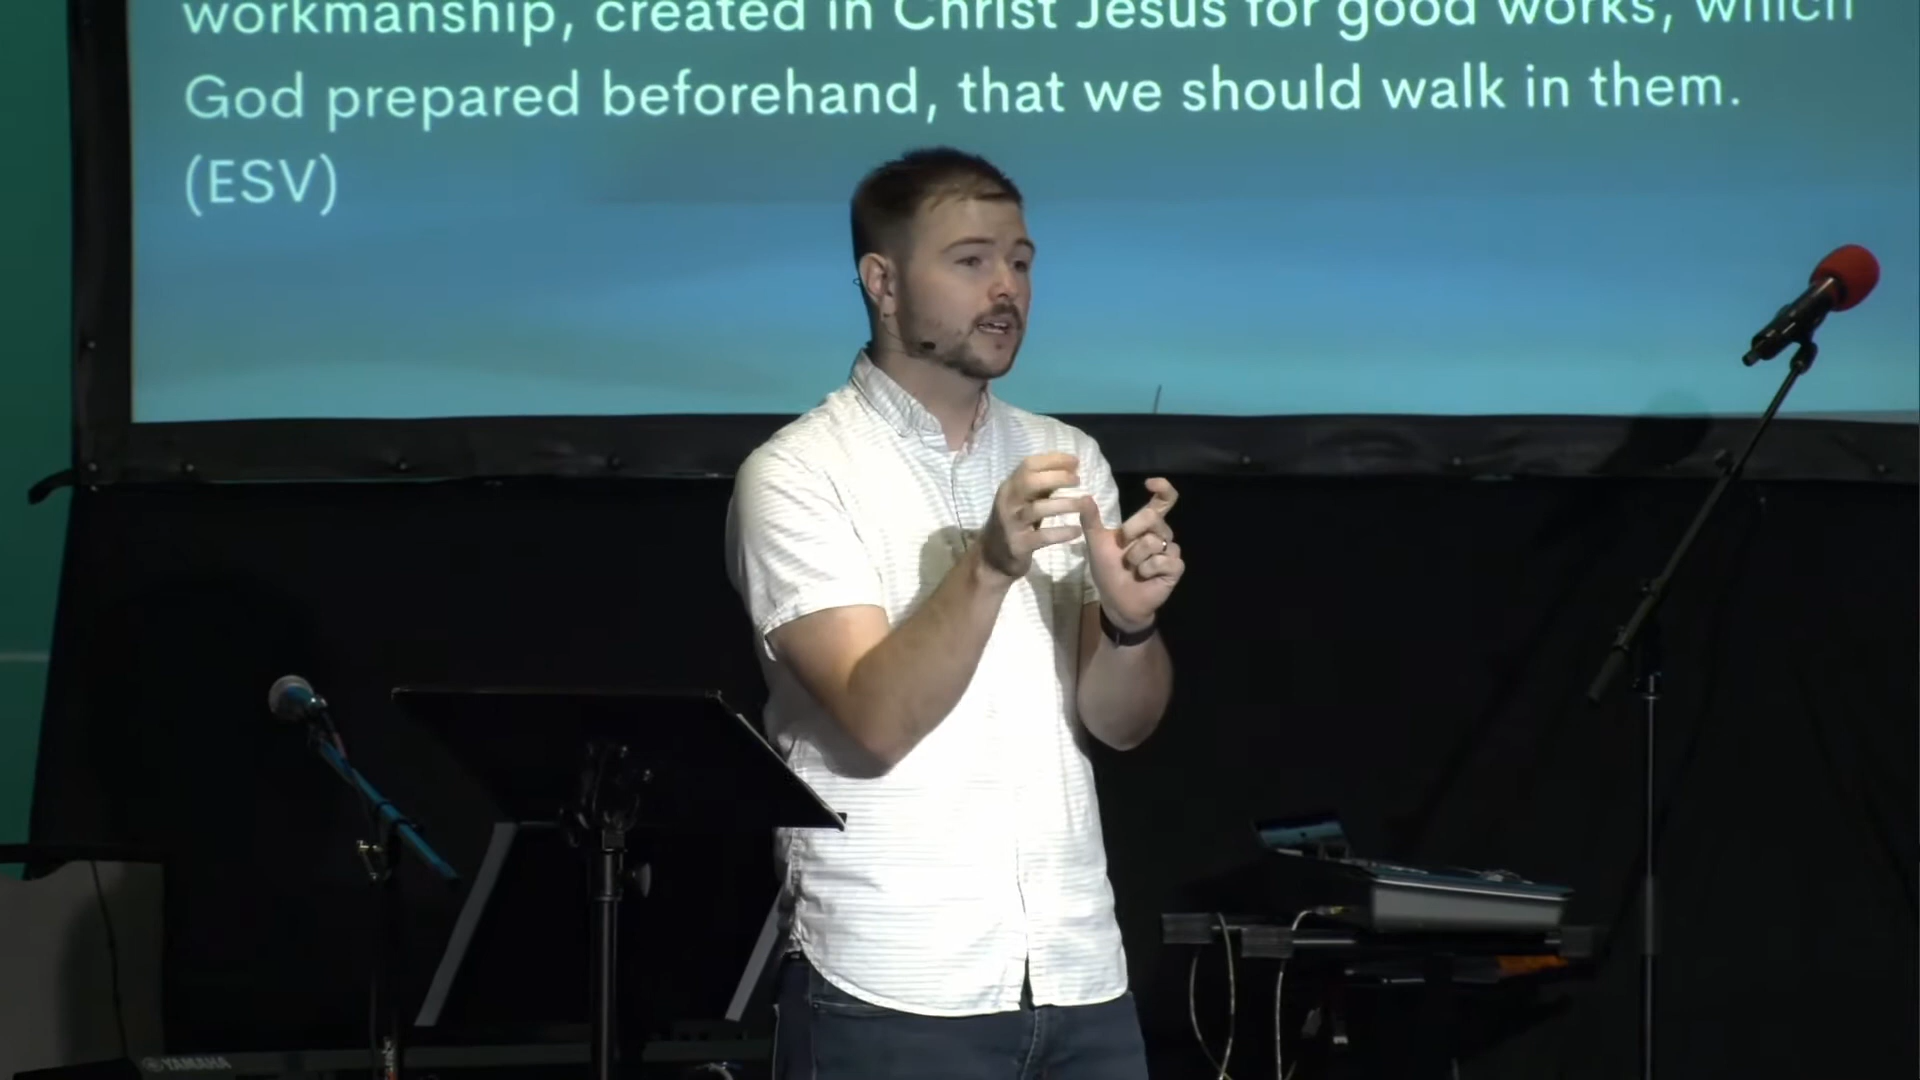 workmanship, created in Christ Jesus for good works, which
God prepared beforehand, that we should walk in them.
(ESV)
YAMAHA